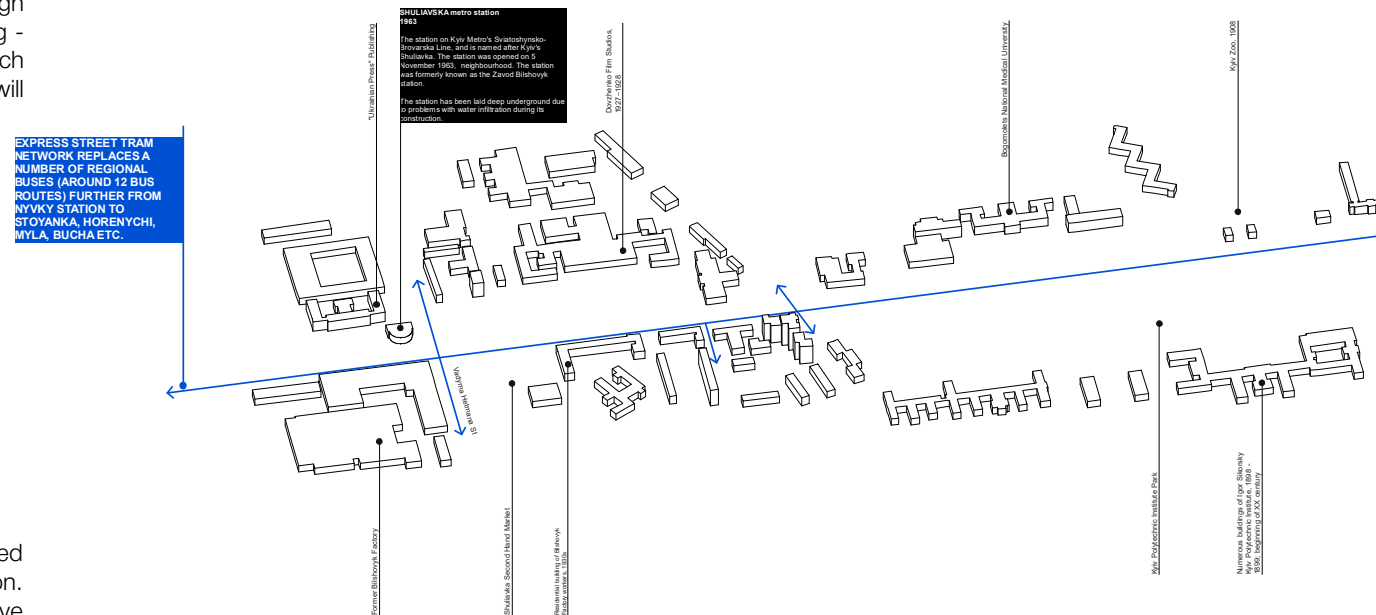 gh
g -
ch
will
SHULIAVSKA metro station
1963
The station on Kyiv Metro's Sviatoshynsko-
Brovarska Line, and is named after Kyiv's
Shuliavka. The station was opened on 5
November 1963, neighbourhood. The station
was formerly known as the Zavod Bilshovyk
station.
The station has been laid deep underground due
to problems with water infiltration during its
construction.
"Ukrainian Press" Publishing
Dovzhenko Film Studios,
1927–1928
Bogomolets National Medical University
Kyiv Zoo, 1908
EXPRESS STREET TRAM
NETWORK REPLACES A
NUMBER OF REGIONAL
BUSES (AROUND 12 BUS
ROUTES) FURTHER FROM
NYVKY STATION TO
STOYANKA, HORENYCHI,
MYLA, BUCHA ETC.
Vadyma Hetmana St
Former Bilshovyk Factory
Shuliavka Second Hand Market
Residential building of Bilshovyk
Factory workers, 1930s
Kyiv Polytechnic Institute Park
Numerous buildings of Igor Sikorsky
Kyiv Polytechnic Institute, 1898 -
1899, beginning of XX century
ed
on.
ve